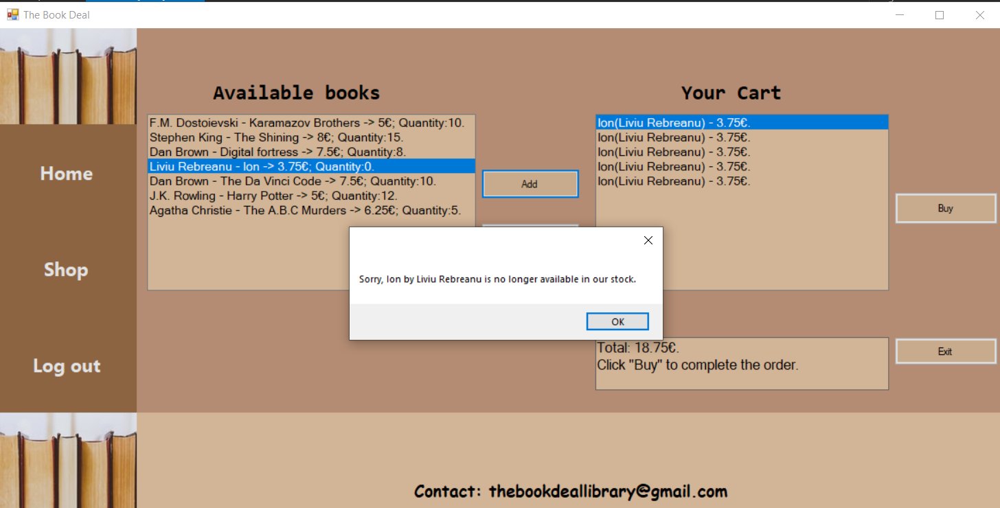 The Book Deal
Available books
Your Cart
F.M. Dostoievski - Karamazov Brothers -> 5€; Quantity:10.
Stephen King - The Shining -> 8€; Quantity:15.
Dan Brown - Digital fortress -> 7.5€; Quantity:8.
Liviu Rebreanu - Ion -> 3.75€; Quantity:0.
Dan Brown - The Da Vinci Code -> 7.5€; Quantity:10.
J.K. Rowling - Harry Potter -> 5€; Quantity:12.
Agatha Christie - The A.B.C Murders -> 6.25€; Quantity:5.
Ion(Liviu Rebreanu) - 3.75€.
Ion(Liviu Rebreanu) - 3.75€.
Ion(Liviu Rebreanu) - 3.75€.
Ion(Liviu Rebreanu) - 3.75€.
Ion(Liviu Rebreanu) - 3.75€.
Home
Add
Buy
Shop
Sorry, Ion by Liviu Rebreanu is no longer available in our stock.
OK
Total: 18.75€.
Click "Buy" to complete the order.
Exit
Log out
Contact: thebookdeallibrary@gmail.com